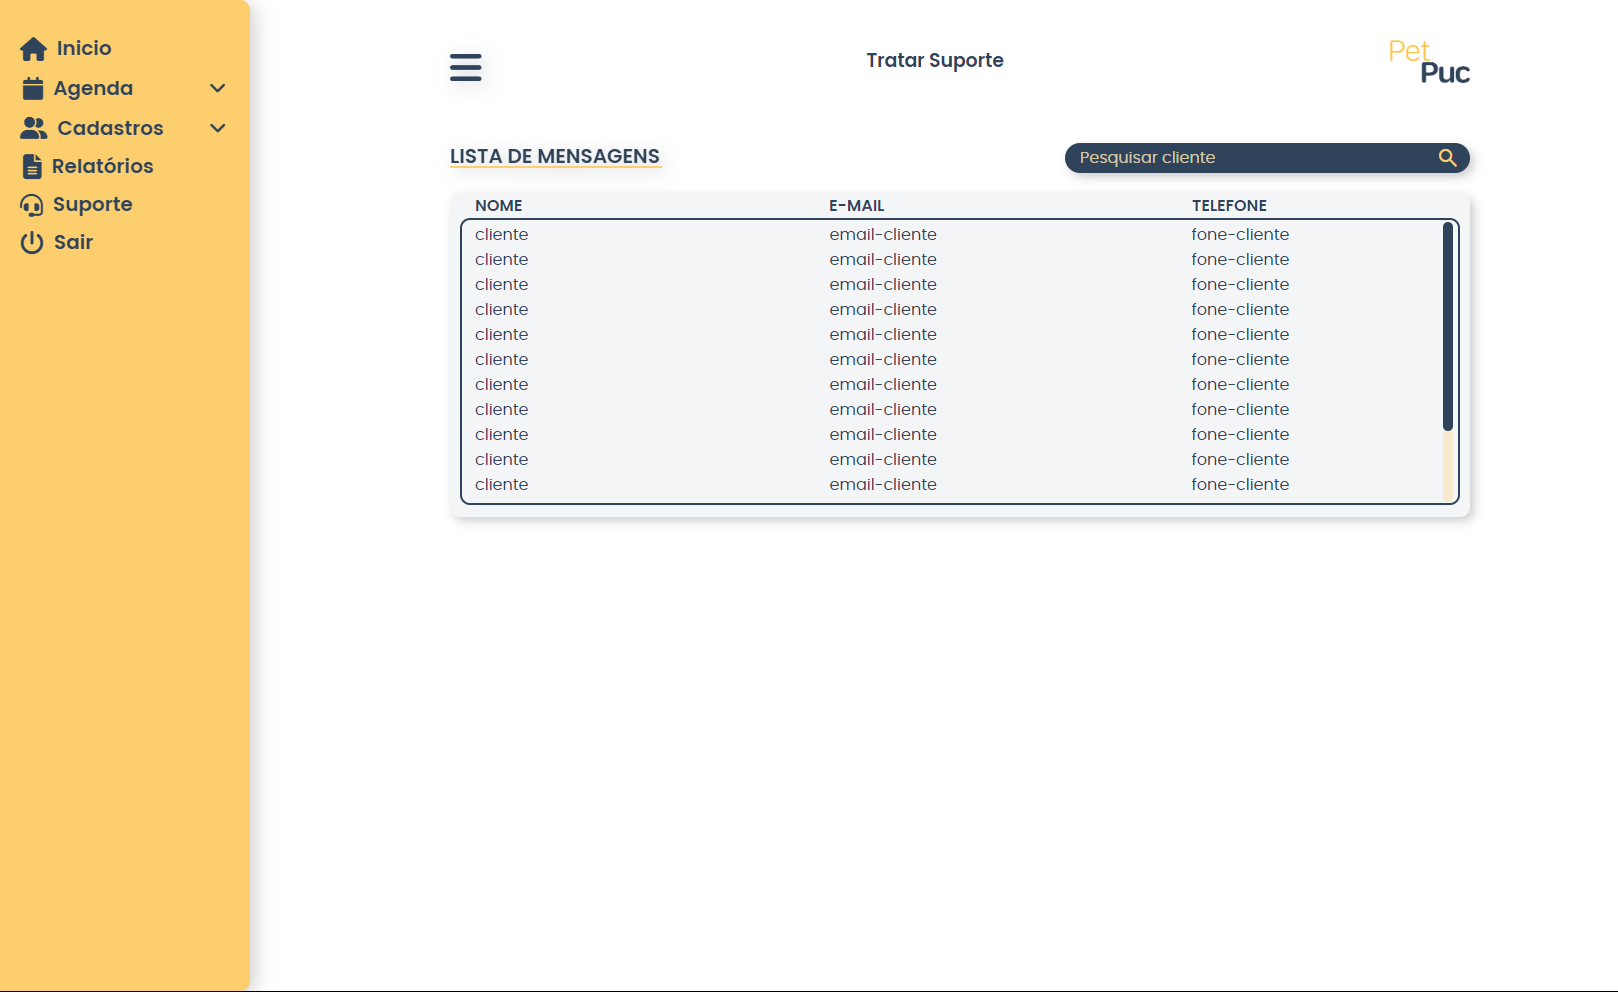 Inicio
Agenda
Cadastros
Relatórios
Suporte
Sair
Tratar Suporte
Pet
Puc
LISTA DE MENSAGENS
Pesquisar cliente
NOME E-MAIL TELEFONE
cliente email-cliente fone-cliente
cliente email-cliente fone-cliente
cliente email-cliente fone-cliente
cliente email-cliente fone-cliente
cliente email-cliente fone-cliente
cliente email-cliente fone-cliente
cliente email-cliente fone-cliente
cliente email-cliente fone-cliente
cliente email-cliente fone-cliente
cliente email-cliente fone-cliente
cliente email-cliente fone-cliente